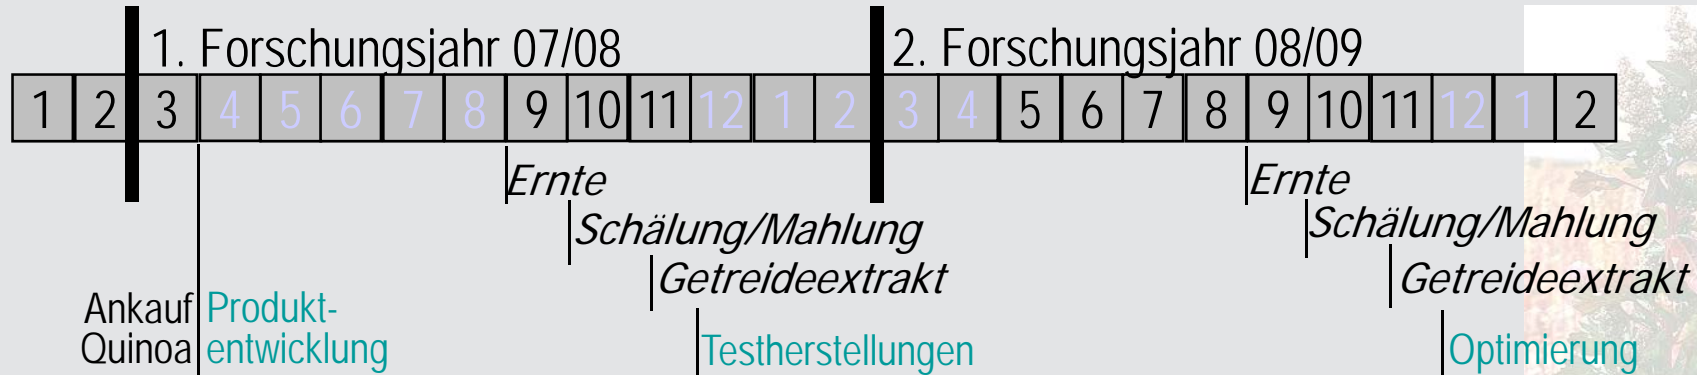 1. Forschungsjahr 07/08 2. Forschungsjahr 08/09
1 2 3 4 5 6 7 8 9 10 11 12 1 2 3 4 5 6 7 8 9 10 11 12 1 2
Ernte Ernte
Schälung/Mahlung Schälung/Mahlung
Getreideextrakt Getreideextrakt
Ankauf Produkt-
Quinoa entwicklung Testherstellungen Optimierung